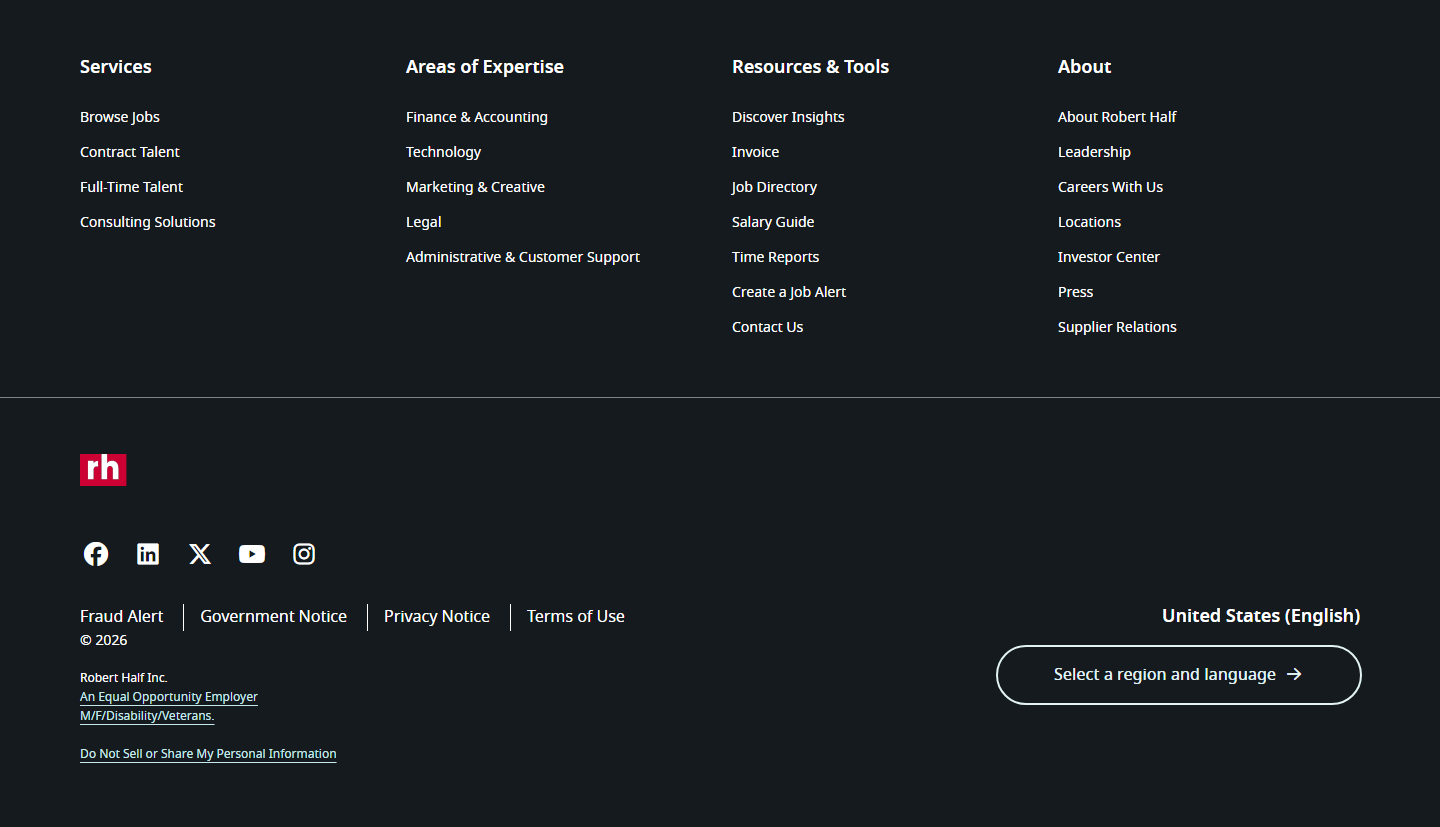 Services
Browse Jobs
Contract Talent
Full-Time Talent
Consulting Solutions
Areas of Expertise
Finance & Accounting
Technology
Marketing & Creative
Legal
Administrative & Customer Support
Resources & Tools
Discover Insights
Invoice
Job Directory
Salary Guide
Time Reports
Create a Job Alert
Contact Us
About
About Robert Half
Leadership
Careers With Us
Locations
Investor Center
Press
Supplier Relations
rh
Fraud Alert
Government Notice
Privacy Notice
Terms of Use
© 2026
Robert Half Inc.
An Equal Opportunity Employer
M/F/Disability/Veterans.
Do Not Sell or Share My Personal Information
United States (English)
Select a region and language